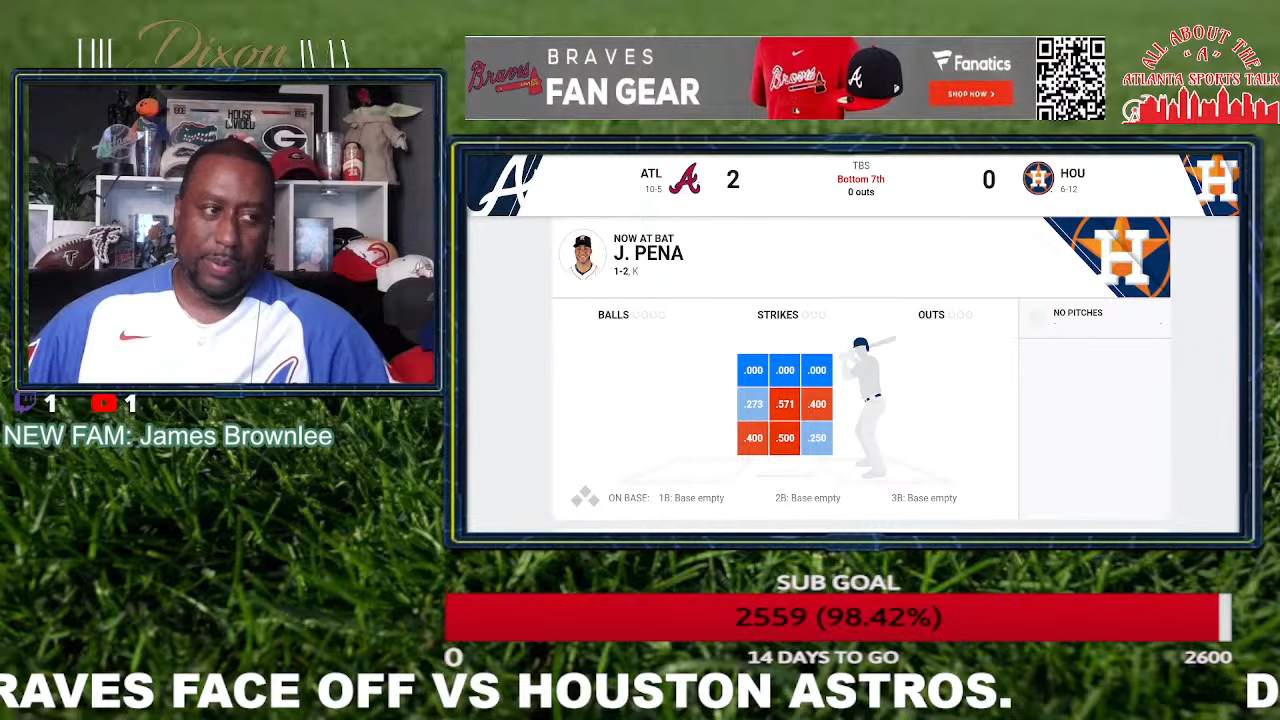 Dixon
BRAVES
FAN GEAR
Braves
Braves
Fanatics
SHOP NOW >
ALL ABOUT THE
"A"
ATLANTA SPORTS TALK
HOUSE
DIVIDED
G
ATL
10-5
2
TBS
Bottom 7th
0 outs
0
HOU
6-12
NOW AT BAT
J. PENA
1-2, K
BALLS
STRIKES
OUTS
NO PITCHES
.000 .000 .000
.273 .571 .400
.400 .500 .250
ON BASE: 1B: Base empty 2B: Base empty 3B: Base empty
1 1
NEW FAM: James Brownlee
SUB GOAL
2559 (98.42%)
0 14 DAYS TO GO 2600
RAVES FACE OFF VS HOUSTON ASTROS. D